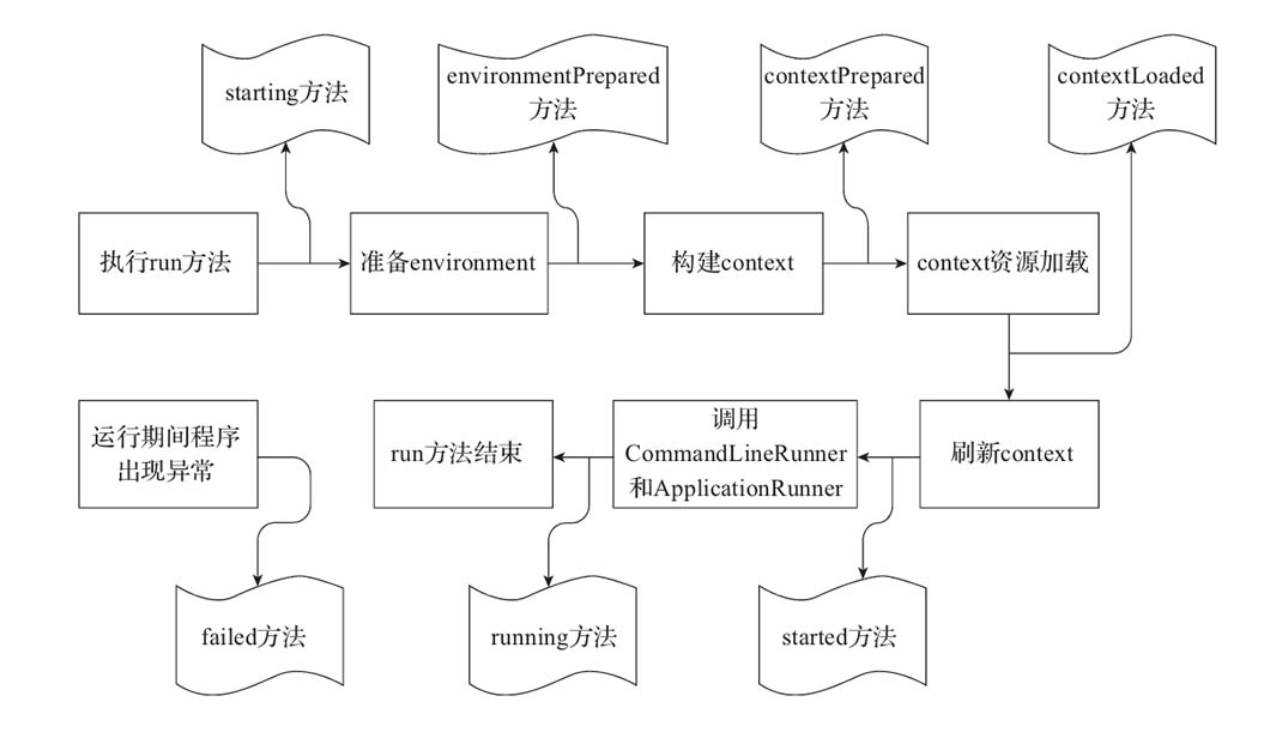 starting方法
environmentPrepared
方法
contextPrepared
方法
contextLoaded
方法
执行run方法
准备environment
构建context
context资源加载
运行期间程序
出现异常
run方法结束
调用
CommandLineRunner
和ApplicationRunner
刷新context
failed方法
running方法
started方法